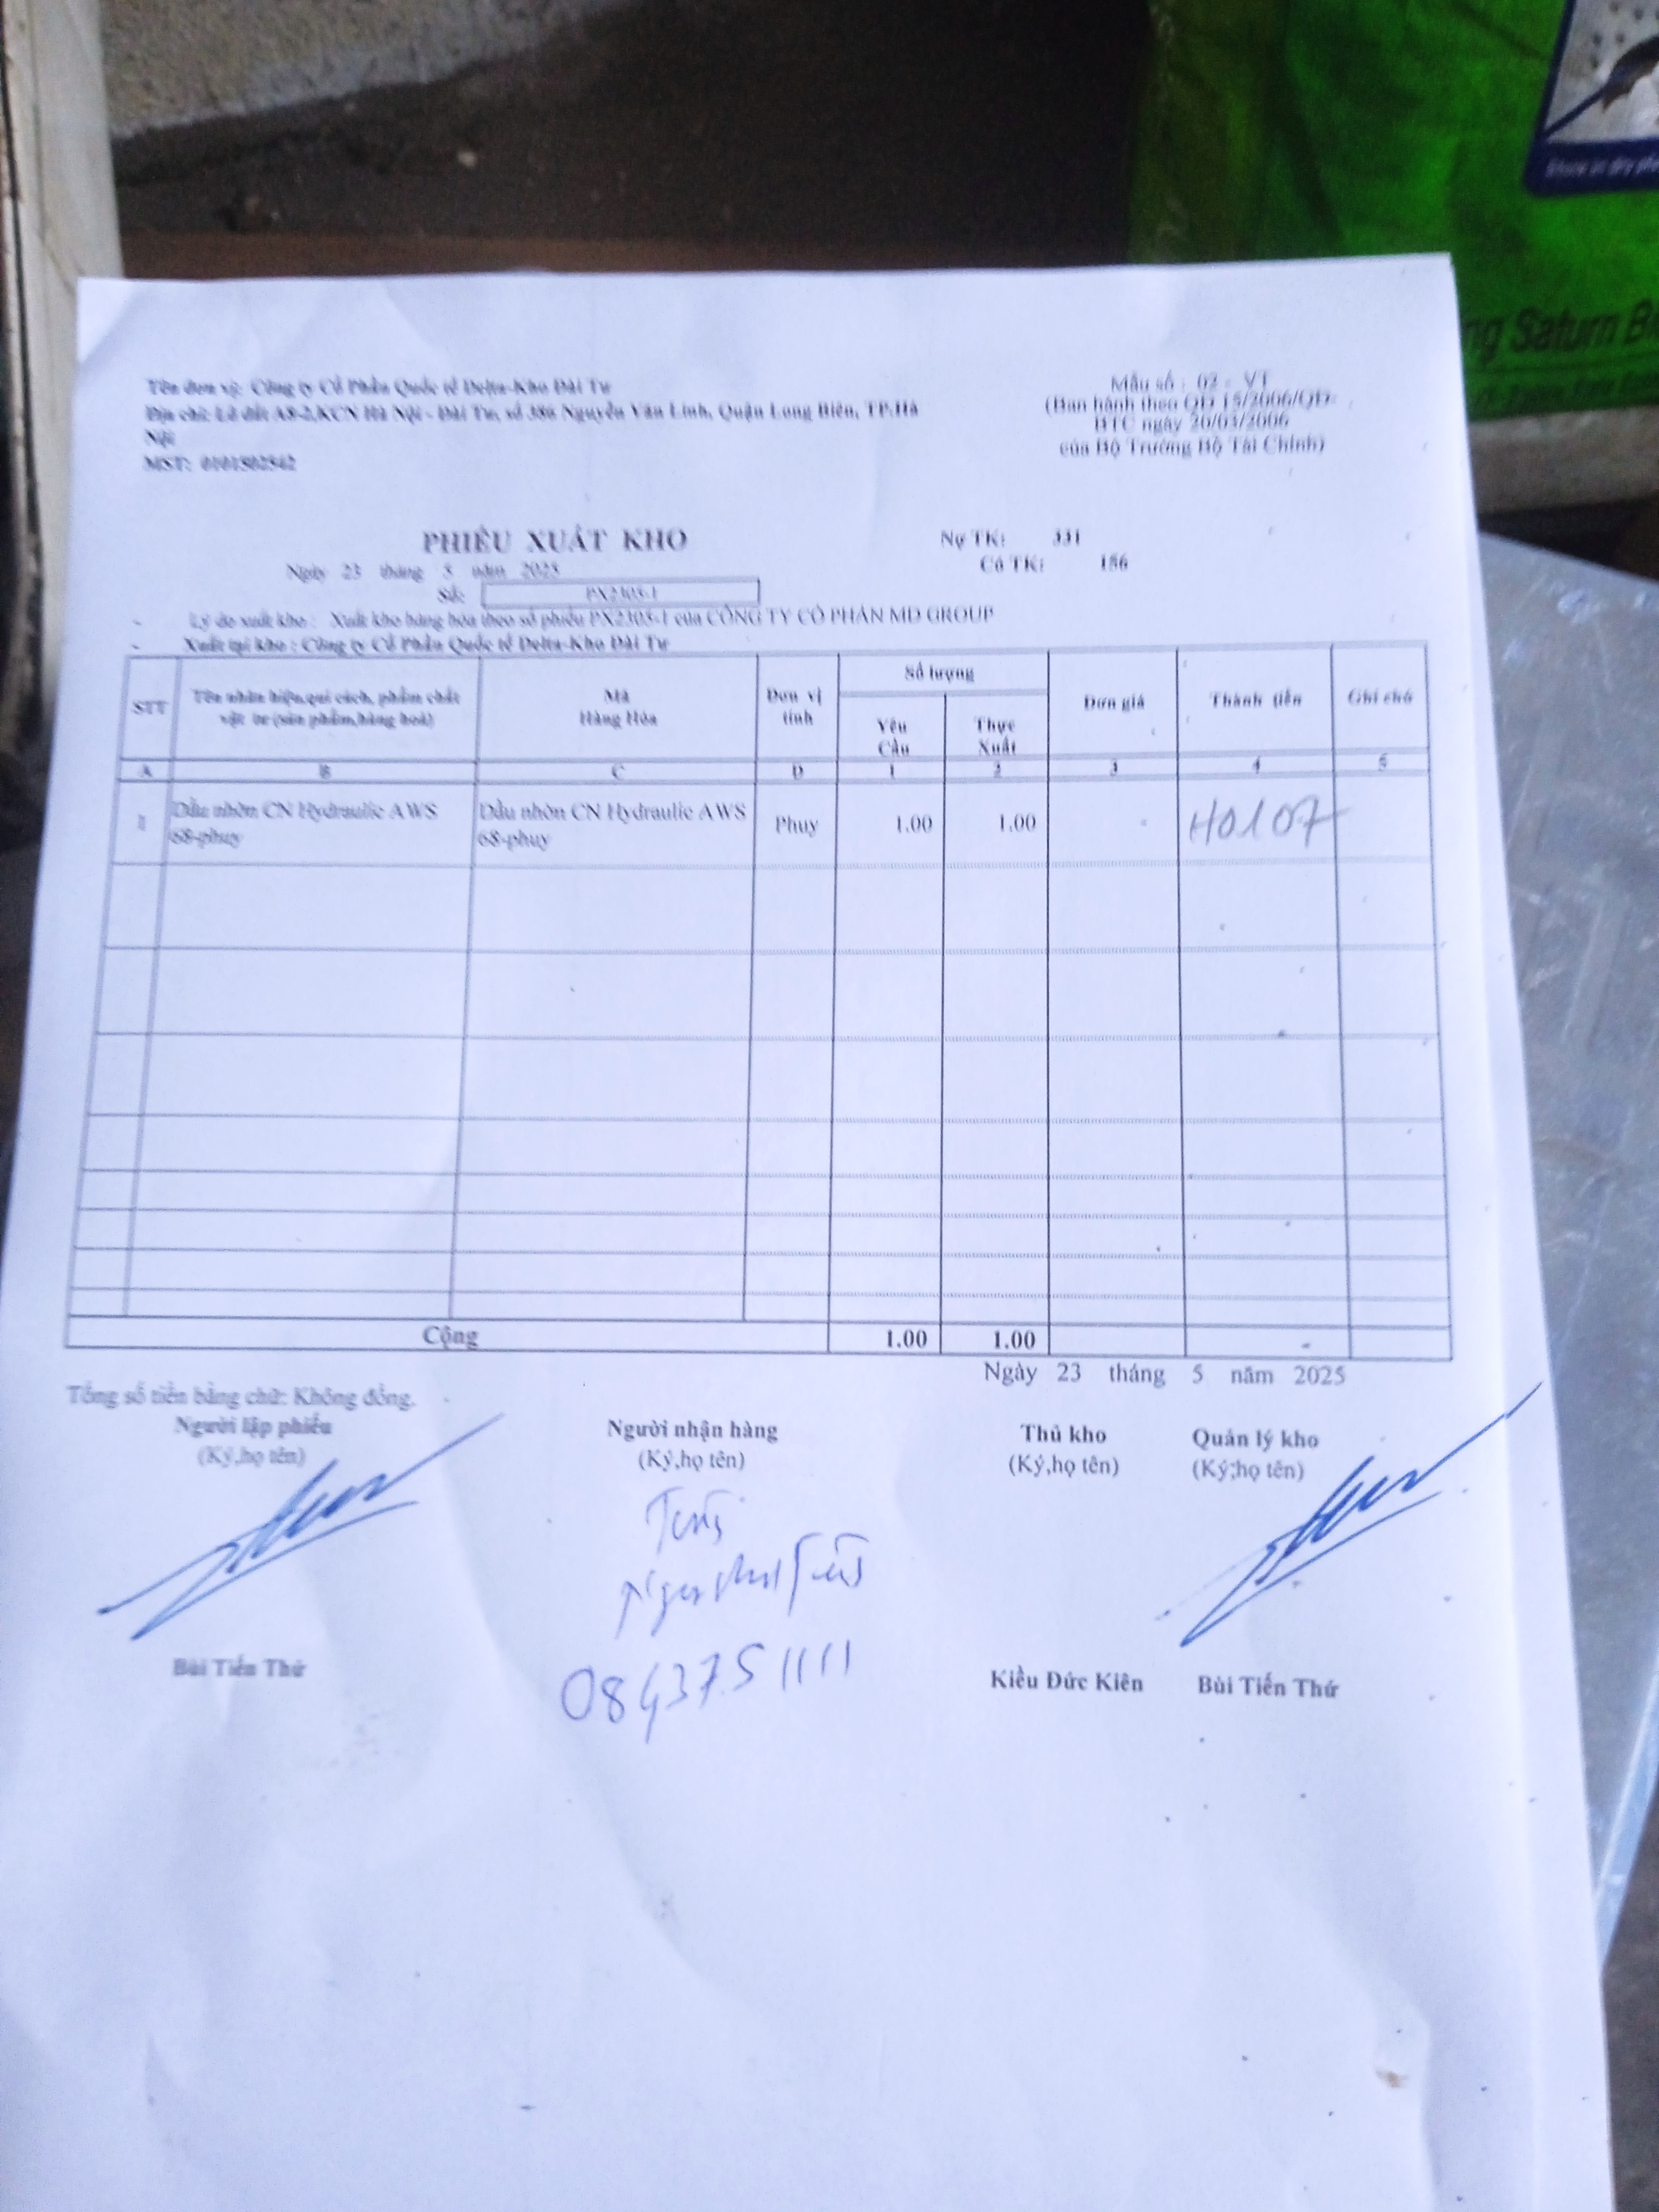 Tên đơn vị: Công ty Cổ Phần Quốc tế Delta-Kho Đài Tư
Địa chỉ: Lô đất A8-2,KCN Hà Nội - Đài Tư, số 386 Nguyễn Văn Linh, Quận Long Biên, TP.Hà
Nội
MST: 0101502542
Mẫu số : 02 - VT
(Ban hành theo QĐ 15/2006/QĐ-
BTC ngày 20/03/2006
của Bộ Trưởng Bộ Tài Chính)
PHIẾU XUẤT KHO
Ngày 23 tháng 5 năm 2025
Số: PX2305-1
Nợ TK: 331
Có TK: 156
- Lý do xuất kho : Xuất kho hàng hóa theo số phiếu PX2305-1 của CÔNG TY CỔ PHẦN MD GROUP
- Xuất tại kho : Công ty Cổ Phần Quốc tế Delta-Kho Đài Tư
STT Tên nhãn hiệu,qui cách, phẩm chất vật tư (sản phẩm,hàng hoá) Mã Hàng Hóa Đơn vị tính Số lượng Yêu Cầu Thực Xuất Đơn giá Thành tiền Ghi chú
A B C D 1 2 3 4 5
1 Dầu nhờn CN Hydraulic AWS 68-phuy Dầu nhờn CN Hydraulic AWS 68-phuy Phuy 1.00 1.00 - H0107
Cộng 1.00 1.00 -
Ngày 23 tháng 5 năm 2025
Tổng số tiền bằng chữ: Không đồng.
Người lập phiếu Người nhận hàng Thủ kho Quản lý kho
(Ký,họ tên) (Ký,họ tên) (Ký,họ tên) (Ký,họ tên)
0843751111
Bùi Tiến Thứ Kiều Đức Kiên Bùi Tiến Thứ